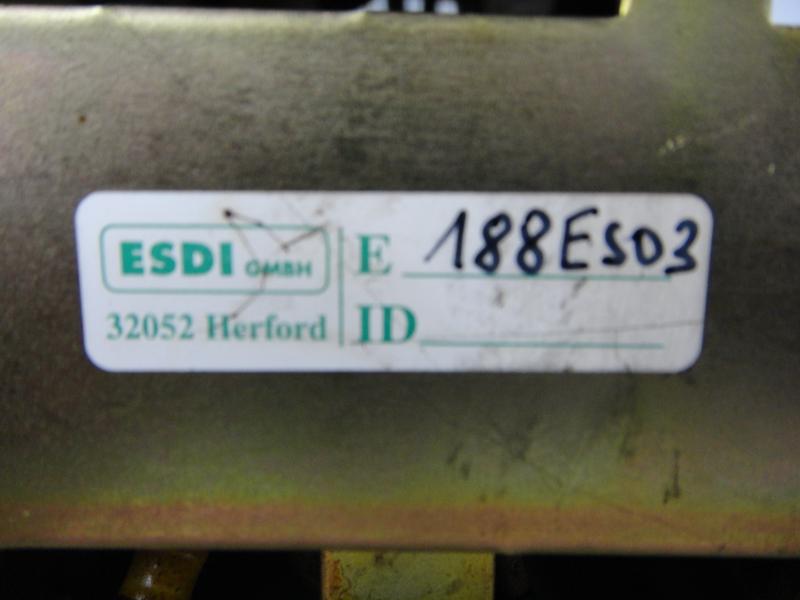 ESDI GMBH
32052 Herford
E 188ES03
ID